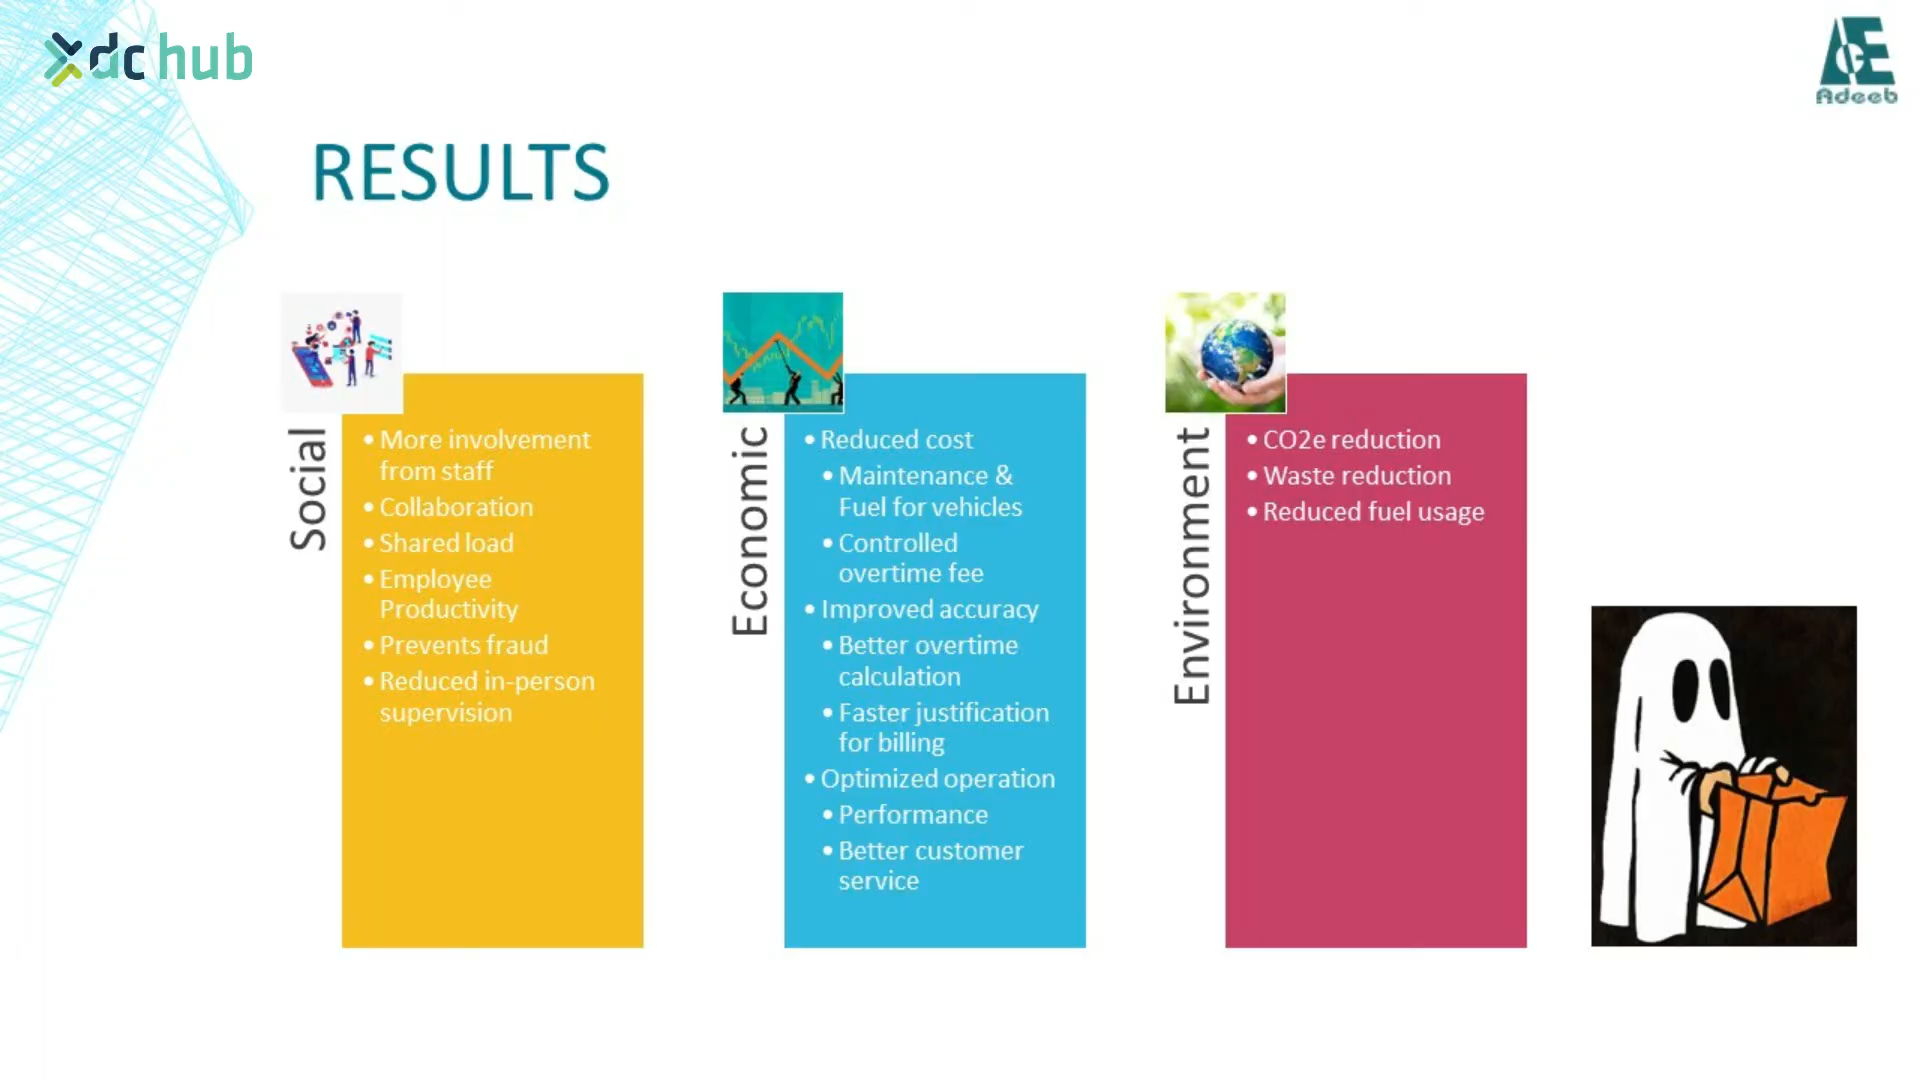 dc hub
AGE
Adeeb
RESULTS
Social
• More involvement
from staff
• Collaboration
• Shared load
• Employee
Productivity
• Prevents fraud
• Reduced in-person
supervision
Economic
• Reduced cost
• Maintenance &
Fuel for vehicles
• Controlled
overtime fee
• Improved accuracy
• Better overtime
calculation
• Faster justification
for billing
• Optimized operation
• Performance
• Better customer
service
Environment
• CO2e reduction
• Waste reduction
• Reduced fuel usage